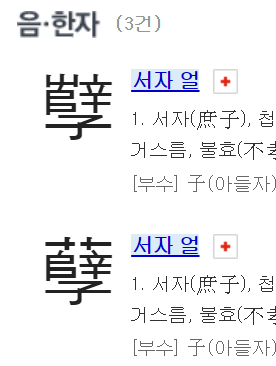 음·한자 (3건)
孼 서자 얼
1. 서자(庶子), 첩
거스름, 불효(不
[부수] 子(아들자)
孽 서자 얼
1. 서자(庶子), 첩
거스름, 불효(不
[부수] 子(아들자)